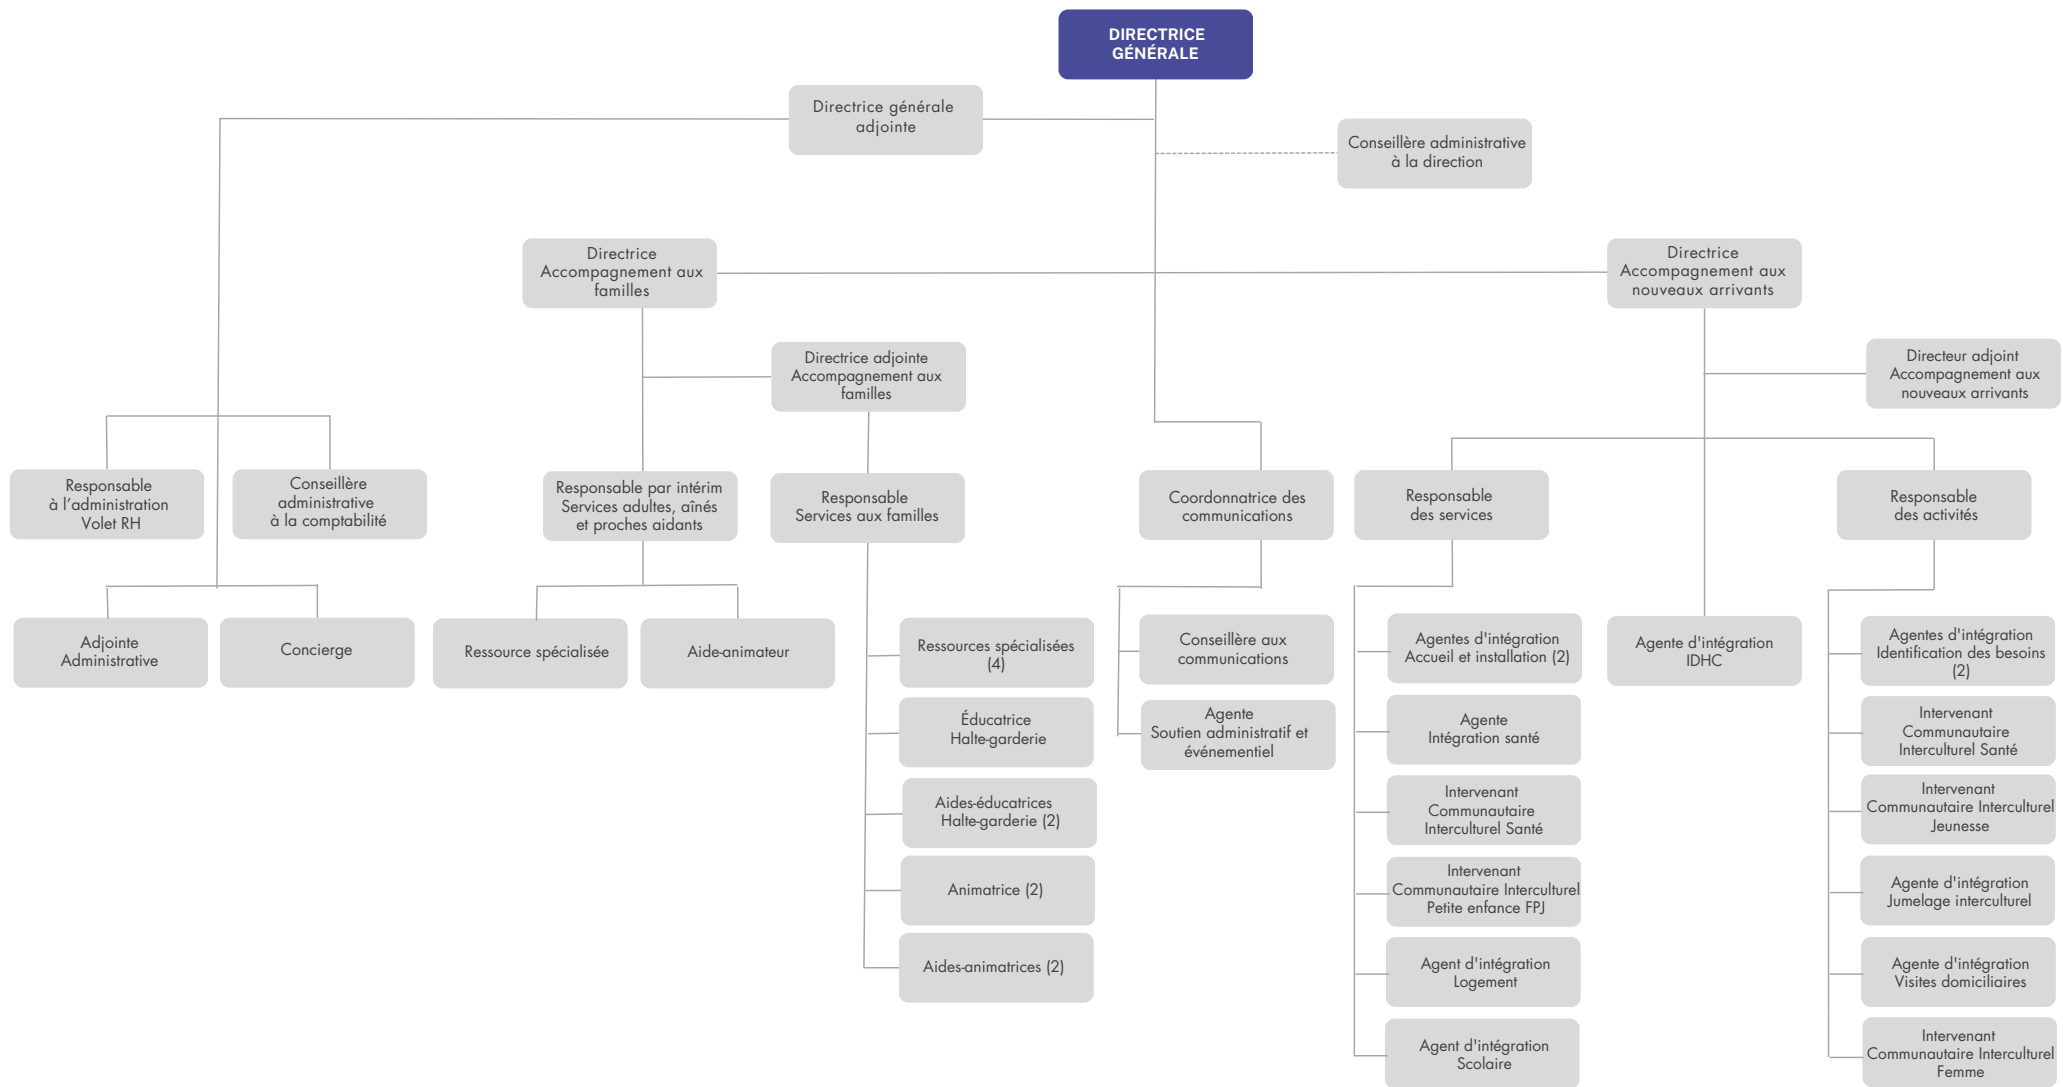 DIRECTRICE
GÉNÉRALE
Directrice générale
adjointe
Conseillère administrative
à la direction
Directrice
Accompagnement aux
familles
Directrice
Accompagnement aux
nouveaux arrivants
Directrice adjointe
Accompagnement aux
familles
Directeur adjoint
Accompagnement aux
nouveaux arrivants
Responsable
à l’administration
Volet RH
Conseillère
administrative
à la comptabilité
Responsable par intérim
Services adultes, aînés
et proches aidants
Responsable
Services aux familles
Coordonnatrice des
communications
Responsable
des services
Responsable
des activités
Adjointe
Administrative
Concierge
Ressource spécialisée
Aide-animateur
Ressources spécialisées
(4)
Éducatrice
Halte-garderie
Aides-éducatrices
Halte-garderie (2)
Animatrice (2)
Aides-animatrices (2)
Conseillère aux
communications
Agente
Soutien administratif et
événementiel
Agentes d'intégration
Accueil et installation (2)
Agente
Intégration santé
Intervenant
Communautaire
Interculturel Santé
Intervenant
Communautaire Interculturel
Petite enfance FPJ
Agent d'intégration
Logement
Agent d'intégration
Scolaire
Agente d'intégration
IDHC
Agentes d'intégration
Identification des besoins
(2)
Intervenant
Communautaire
Interculturel Santé
Intervenant
Communautaire Interculturel
Jeunesse
Agente d'intégration
Jumelage interculturel
Agente d'intégration
Visites domiciliaires
Intervenant
Communautaire Interculturel
Femme